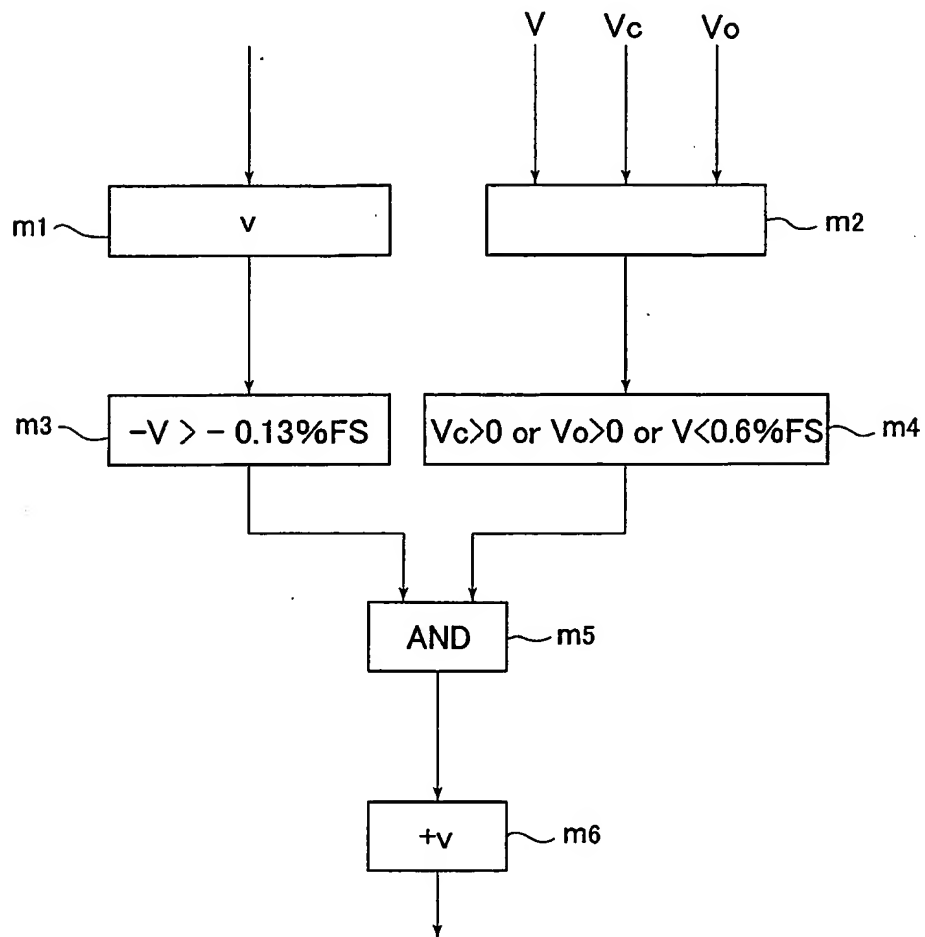 V Vc Vo
m1 v m2
m3 −V > − 0.13%FS Vc>0 or Vo>0 or V<0.6%FS m4
AND m5
+v m6